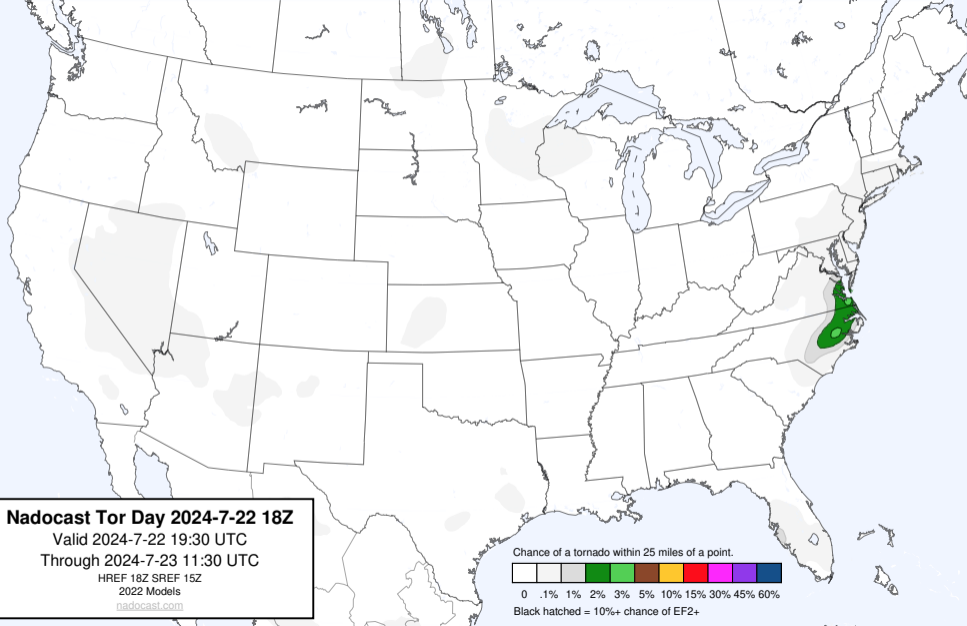 Nadocast Tor Day 2024-7-22 18Z
Valid 2024-7-22 19:30 UTC
Through 2024-7-23 11:30 UTC
HREF 18Z SREF 15Z
2022 Models
nadocast.com
Chance of a tornado within 25 miles of a point.
0 .1% 1% 2% 3% 5% 10% 15% 30% 45% 60%
Black hatched = 10%+ chance of EF2+